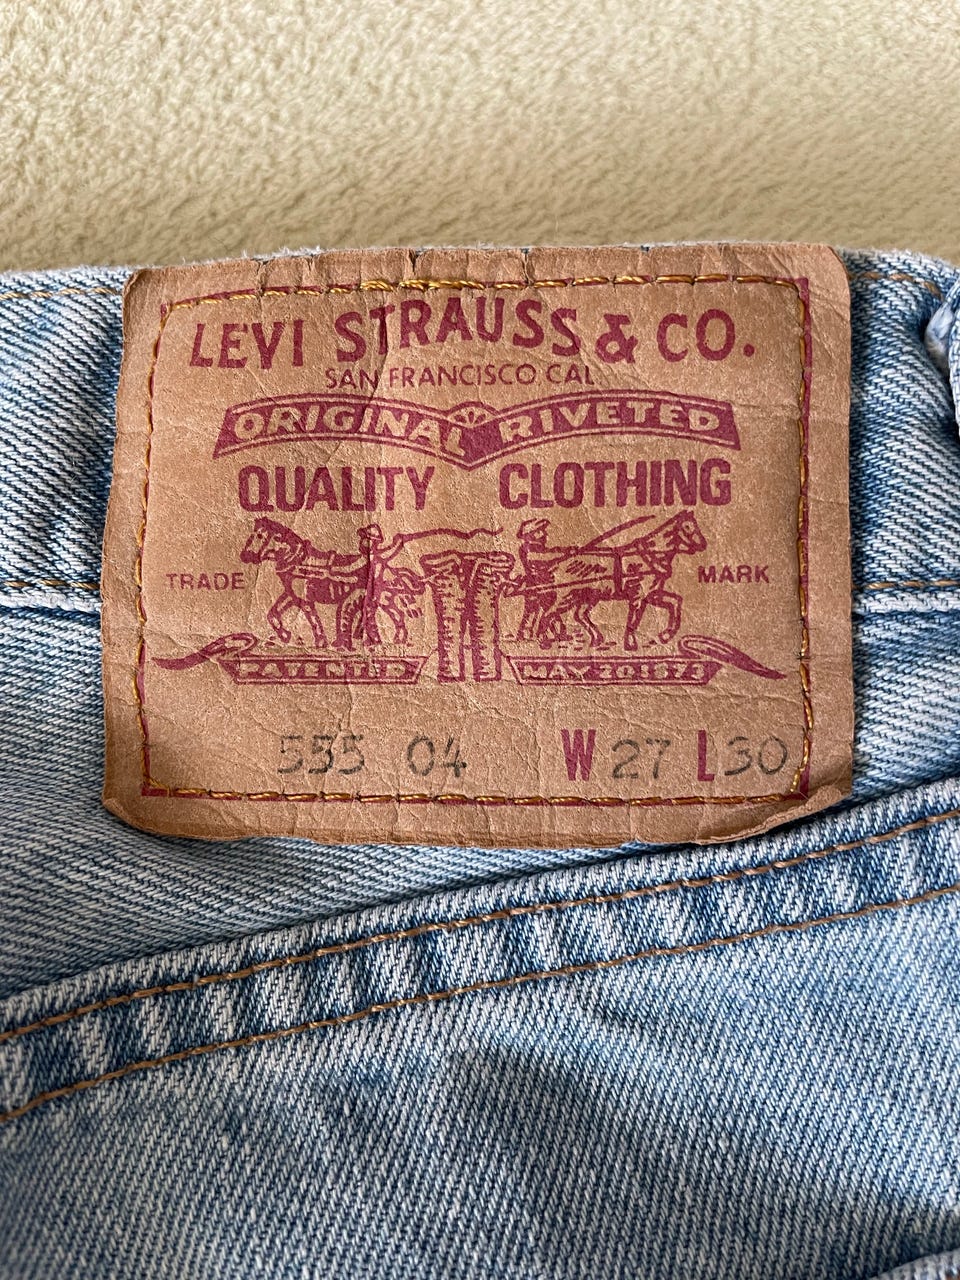 LEVI STRAUSS & CO.
SAN FRANCISCO CAL
ORIGINAL RIVETED
QUALITY CLOTHING
TRADE MARK
PATENTED MAY 20 1873
555 04 W 27 L 30